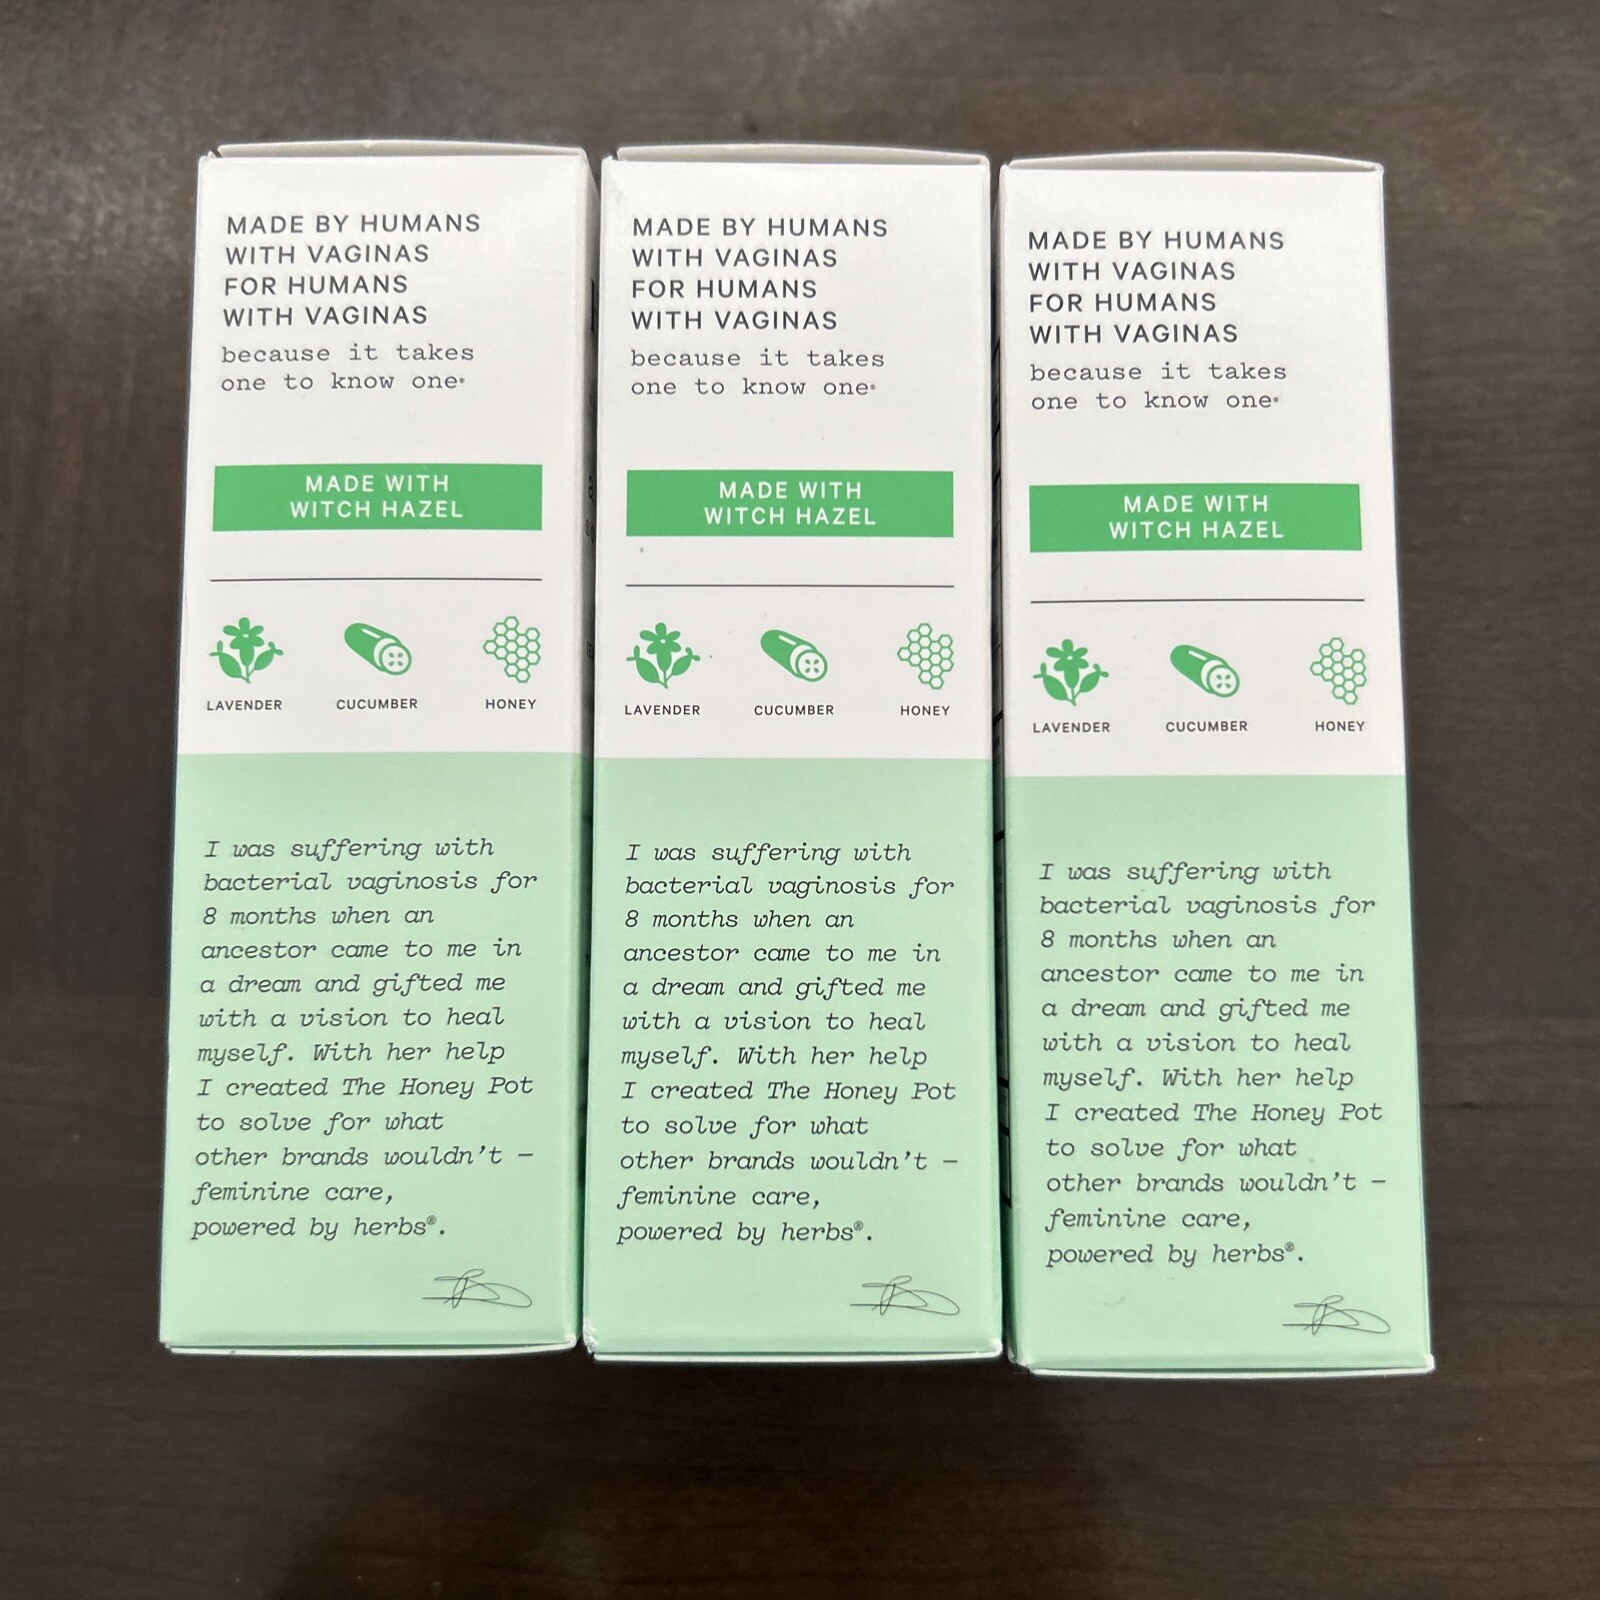 MADE BY HUMANS
WITH VAGINAS
FOR HUMANS
WITH VAGINAS
because it takes
one to know one®
MADE WITH
WITCH HAZEL
LAVENDER
CUCUMBER
HONEY
I was suffering with
bacterial vaginosis for
8 months when an
ancestor came to me in
a dream and gifted me
with a vision to heal
myself. With her help
I created The Honey Pot
to solve for what
other brands wouldn't –
feminine care,
powered by herbs®.
MADE BY HUMANS
WITH VAGINAS
FOR HUMANS
WITH VAGINAS
because it takes
one to know one®
MADE WITH
WITCH HAZEL
LAVENDER
CUCUMBER
HONEY
I was suffering with
bacterial vaginosis for
8 months when an
ancestor came to me in
a dream and gifted me
with a vision to heal
myself. With her help
I created The Honey Pot
to solve for what
other brands wouldn't –
feminine care,
powered by herbs®.
MADE BY HUMANS
WITH VAGINAS
FOR HUMANS
WITH VAGINAS
because it takes
one to know one®
MADE WITH
WITCH HAZEL
LAVENDER
CUCUMBER
HONEY
I was suffering with
bacterial vaginosis for
8 months when an
ancestor came to me in
a dream and gifted me
with a vision to heal
myself. With her help
I created The Honey Pot
to solve for what
other brands wouldn't –
feminine care,
powered by herbs®.